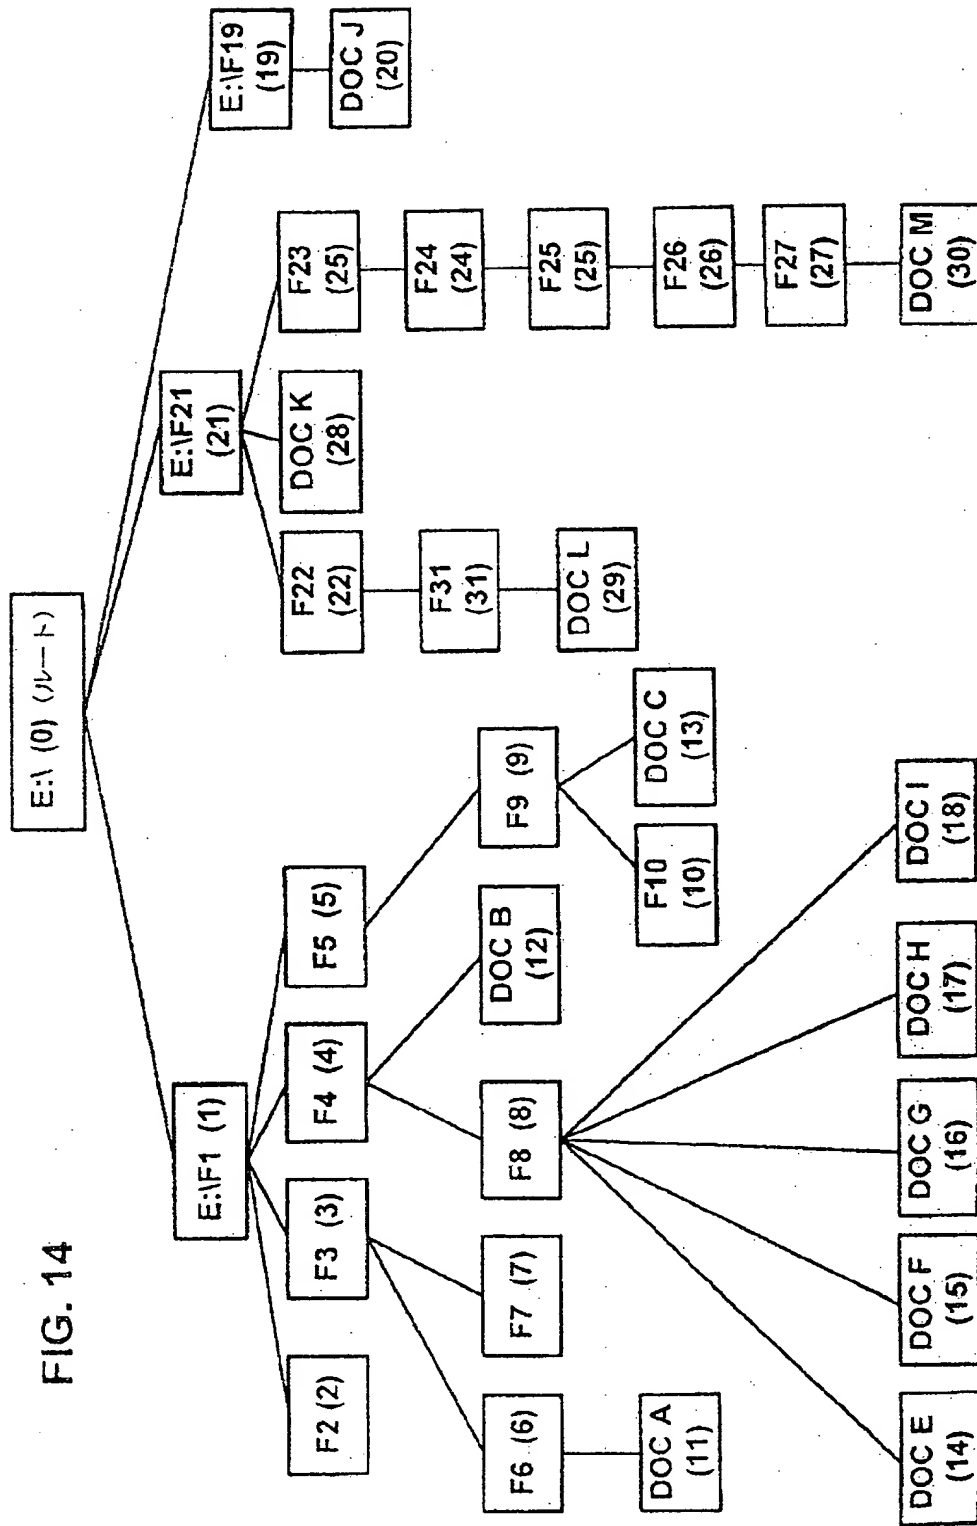 FIG. 14
E:\ (0) (ルート)
E:\F1 (1)
E:\F21
(21)
E:\F19
(19)
F2 (2)
F3 (3)
F4 (4)
F5 (5)
F22
(22)
DOC K
(28)
F23
(25)
DOC J
(20)
F6 (6)
F7 (7)
F8 (8)
DOC B
(12)
F9 (9)
F31
(31)
F24
(24)
DOC A
(11)
F10
(10)
DOC C
(13)
DOC L
(29)
F25
(25)
F26
(26)
F27
(27)
DOC E
(14)
DOC F
(15)
DOC G
(16)
DOC H
(17)
DOC I
(18)
DOC M
(30)